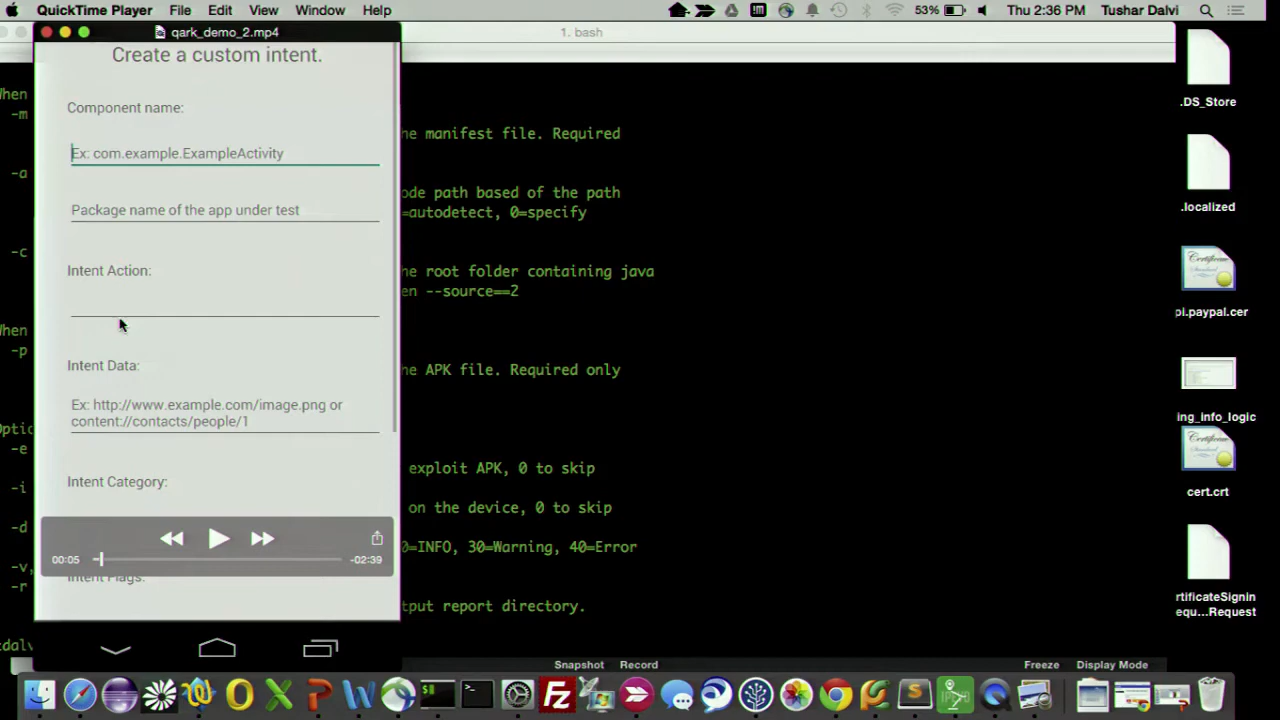 QuickTime Player File Edit View Window Help
53% Thu 2:36 PM Tushar Dalvi
qark_demo_2.mp4
1. bash
Create a custom intent.
Component name:
Ex: com.example.ExampleActivity
Package name of the app under test
Intent Action:
Intent Data:
Ex: http://www.example.com/image.png or
content://contacts/people/1
Intent Category:
00:05
-02:39
Intent Flags:
When
-m
he manifest file. Required
-a
ode path based of the path
=autodetect, 0=specify
-c
he root folder containing java
en --source==2
When
-p
he APK file. Required only
Optio
-e
exploit APK, 0 to skip
-i
on the device, 0 to skip
-d
0=INFO, 30=Warning, 40=Error
-v,
-r
tput report directory.
:dalv
Snapshot Record Freeze Display Mode
.DS_Store
.localized
pi.paypal.cer
ing_info_logic
cert.crt
rtificateSignin
equ...Request